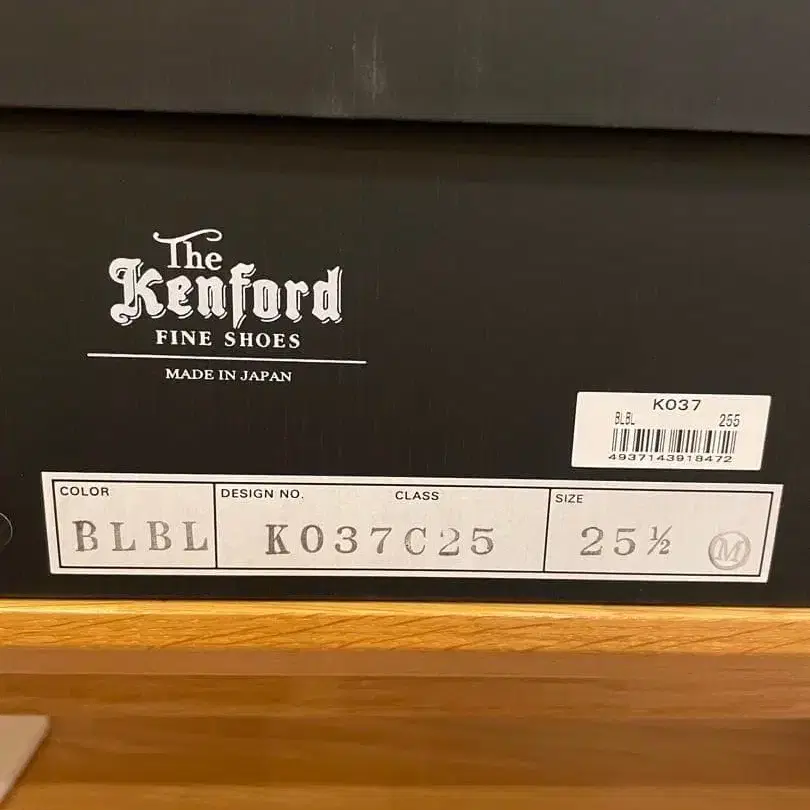 The
Kenford
FINE SHOES
MADE IN JAPAN
K037
BLBL 255
4937143918472
COLOR DESIGN NO. CLASS SIZE
BLBL K037C25 25½ M